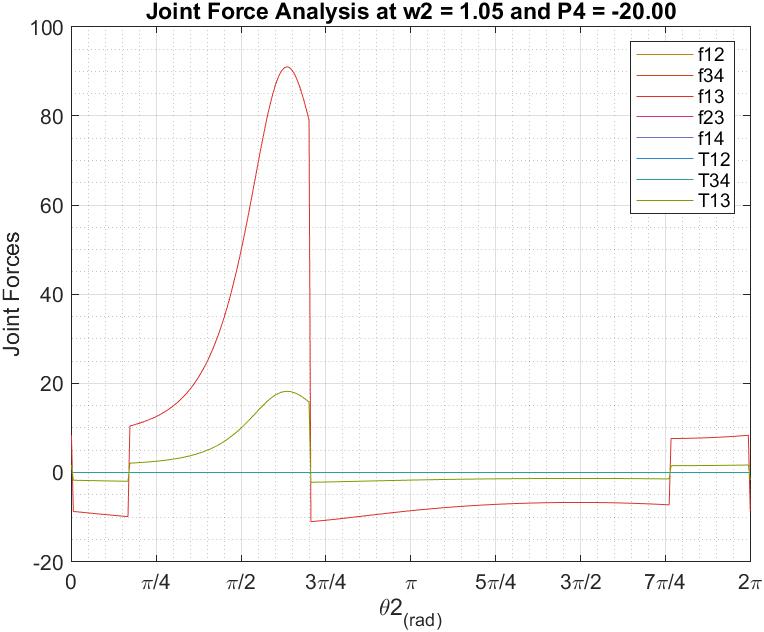 Joint Force Analysis at w2 = 1.05 and P4 = -20.00
100
80
60
40
20
0
-20
Joint Forces
f12
f34
f13
f23
f14
T12
T34
T13
0 π/4 π/2 3π/4 π 5π/4 3π/2 7π/4 2π
θ2(rad)